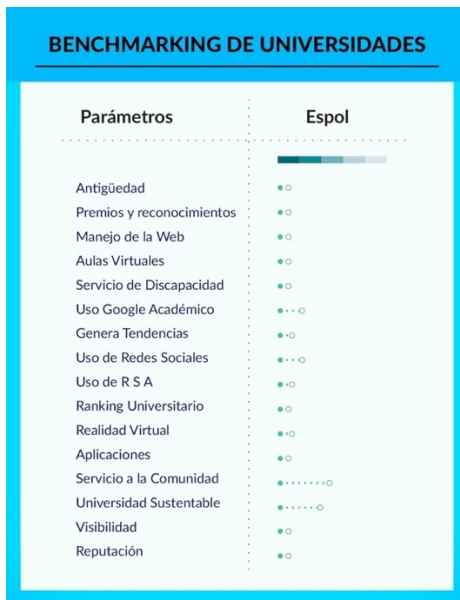 BENCHMARKING DE UNIVERSIDADES
Parámetros
Espol
Antigüedad
Premios y reconocimientos
Manejo de la Web
Aulas Virtuales
Servicio de Discapacidad
Uso Google Académico
Genera Tendencias
Uso de Redes Sociales
Uso de R S A
Ranking Universitario
Realidad Virtual
Aplicaciones
Servicio a la Comunidad
Universidad Sustentable
Visibilidad
Reputación